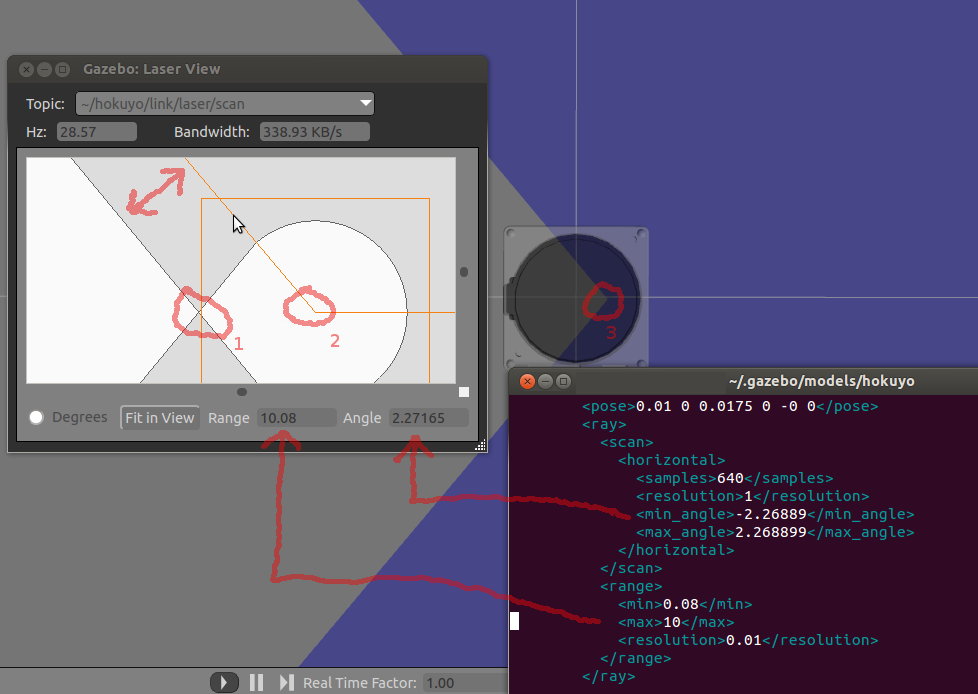 Gazebo: Laser View
Topic: ~/hokuyo/link/laser/scan
Hz: 28.57 Bandwidth: 338.93 KB/s
1
2
3
Degrees Fit in View Range 10.08 Angle 2.27165
~/.gazebo/models/hokuyo
<pose>0.01 0 0.0175 0 -0 0</pose>
<ray>
<scan>
<horizontal>
<samples>640</samples>
<resolution>1</resolution>
<min_angle>-2.26889</min_angle>
<max_angle>2.268899</max_angle>
</horizontal>
</scan>
<range>
<min>0.08</min>
<max>10</max>
<resolution>0.01</resolution>
</range>
</ray>
Real Time Factor: 1.00